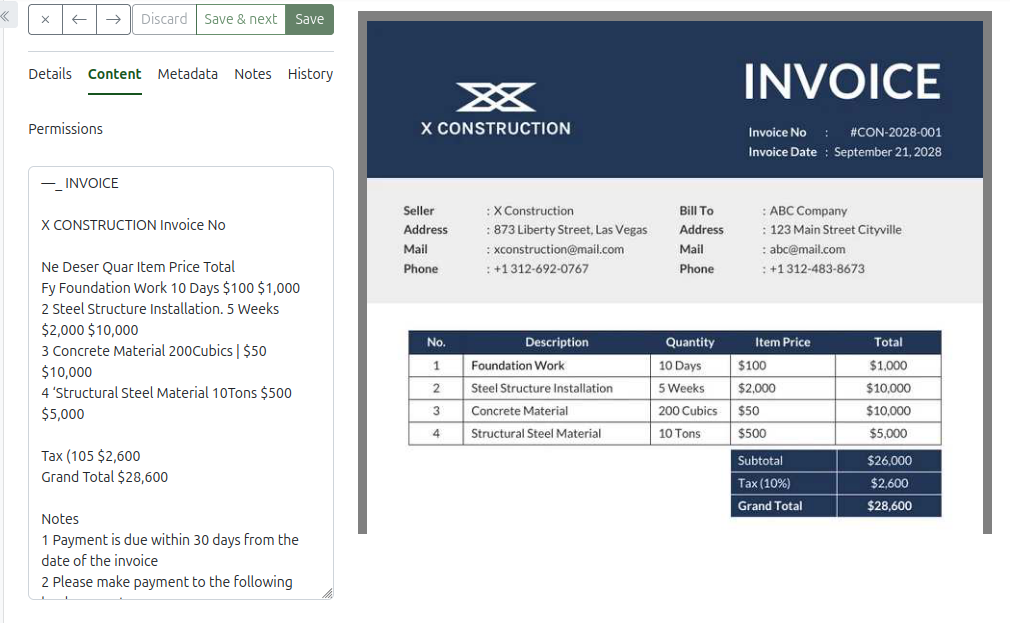 «
× ← → Discard Save & next Save
Details Content Metadata Notes History
Permissions
—_ INVOICE
X CONSTRUCTION Invoice No
Ne Deser Quar Item Price Total
Fy Foundation Work 10 Days $100 $1,000
2 Steel Structure Installation. 5 Weeks
$2,000 $10,000
3 Concrete Material 200Cubics | $50
$10,000
4 ‘Structural Steel Material 10Tons $500
$5,000
Tax (105 $2,600
Grand Total $28,600
Notes
1 Payment is due within 30 days from the
date of the invoice
2 Please make payment to the following
X CONSTRUCTION
INVOICE
Invoice No : #CON-2028-001
Invoice Date : September 21, 2028
Seller : X Construction
Address : 873 Liberty Street, Las Vegas
Mail : xconstruction@mail.com
Phone : +1 312-692-0767
Bill To : ABC Company
Address : 123 Main Street Cityville
Mail : abc@mail.com
Phone : +1 312-483-8673
No. Description Quantity Item Price Total
1 Foundation Work 10 Days $100 $1,000
2 Steel Structure Installation 5 Weeks $2,000 $10,000
3 Concrete Material 200 Cubics $50 $10,000
4 Structural Steel Material 10 Tons $500 $5,000
Subtotal $26,000
Tax (10%) $2,600
Grand Total $28,600